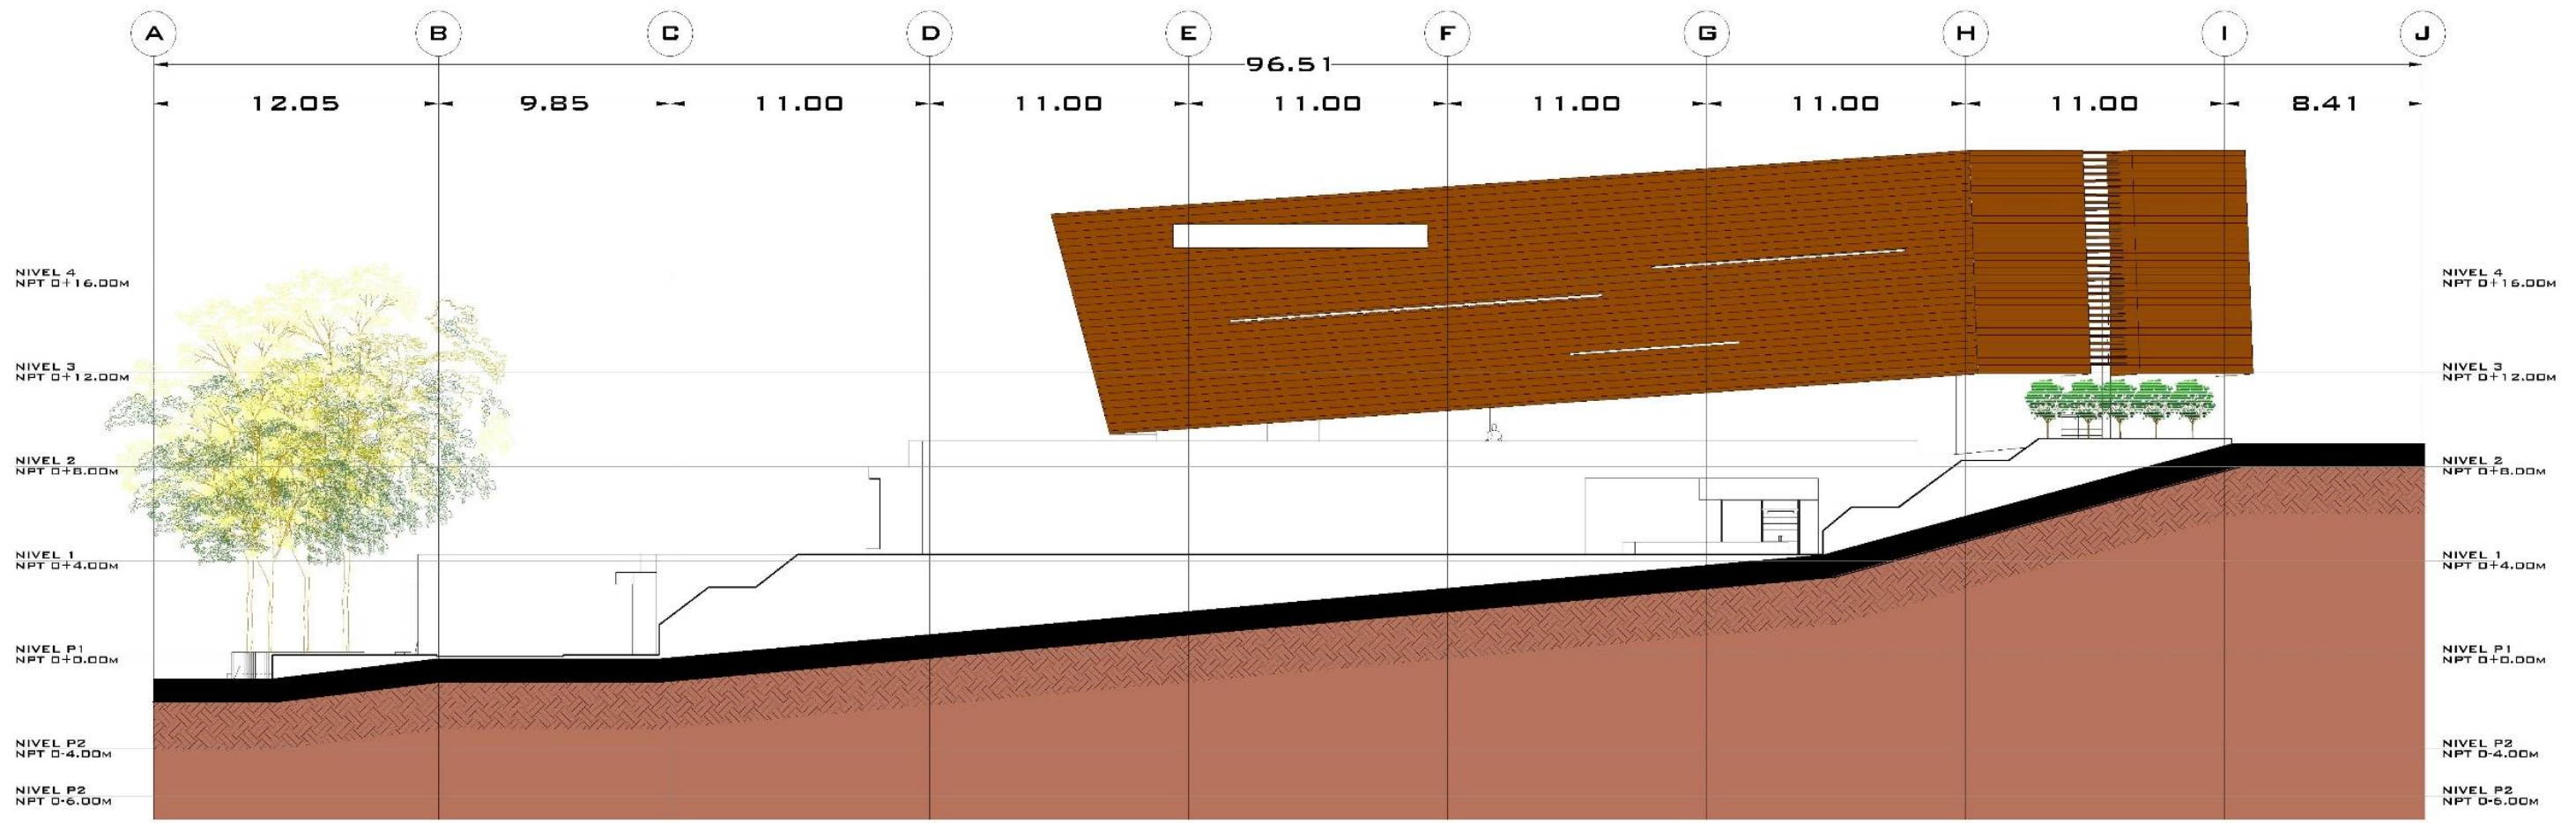 A B C D E F G H I J
96.51
12.05 9.85 11.00 11.00 11.00 11.00 11.00 11.00 8.41
NIVEL 4
NPT 0+16.00M
NIVEL 3
NPT 0+12.00M
NIVEL 2
NPT 0+8.00M
NIVEL 1
NPT 0+4.00M
NIVEL P1
NPT 0+0.00M
NIVEL P2
NPT 0-4.00M
NIVEL P2
NPT 0-6.00M
NIVEL 4
NPT 0+16.00M
NIVEL 3
NPT 0+12.00M
NIVEL 2
NPT 0+8.00M
NIVEL 1
NPT 0+4.00M
NIVEL P1
NPT 0+0.00M
NIVEL P2
NPT 0-4.00M
NIVEL P2
NPT 0-6.00M